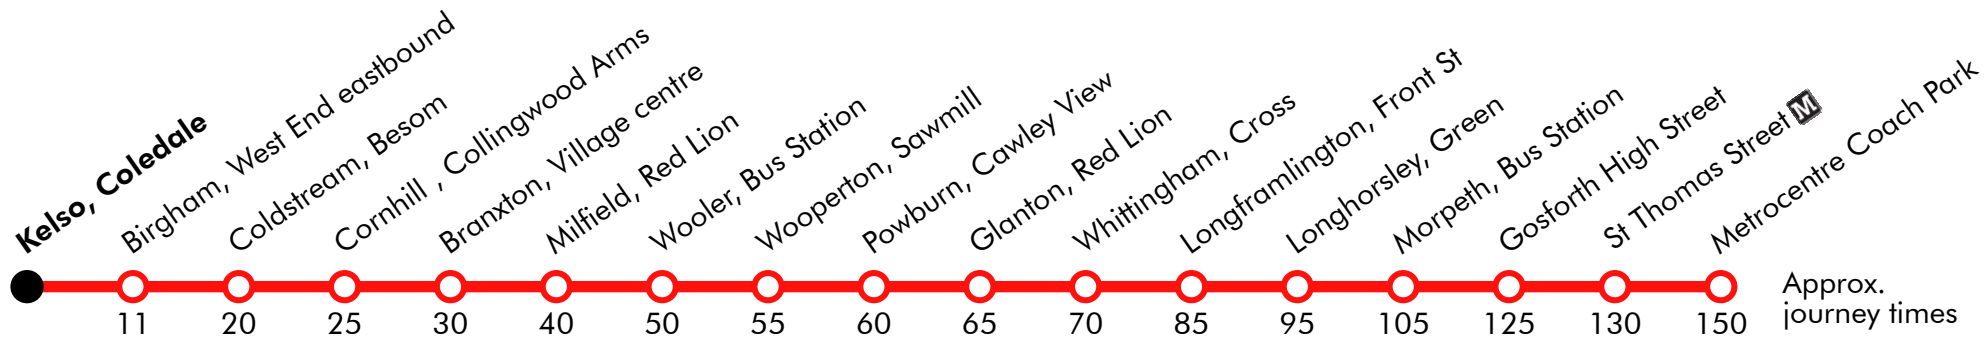 Kelso, Coledale
Birgham, West End eastbound
Coldstream, Besom
Cornhill , Collingwood Arms
Branxton, Village centre
Milfield, Red Lion
Wooler, Bus Station
Wooperton, Sawmill
Powburn, Cawley View
Glanton, Red Lion
Whittingham, Cross
Longframlington, Front St
Longhorsley, Green
Morpeth, Bus Station
Gosforth High Street
St Thomas Street M
Metrocentre Coach Park
11 20 25 30 40 50 55 60 65 70 85 95 105 125 130 150
Approx.
journey times